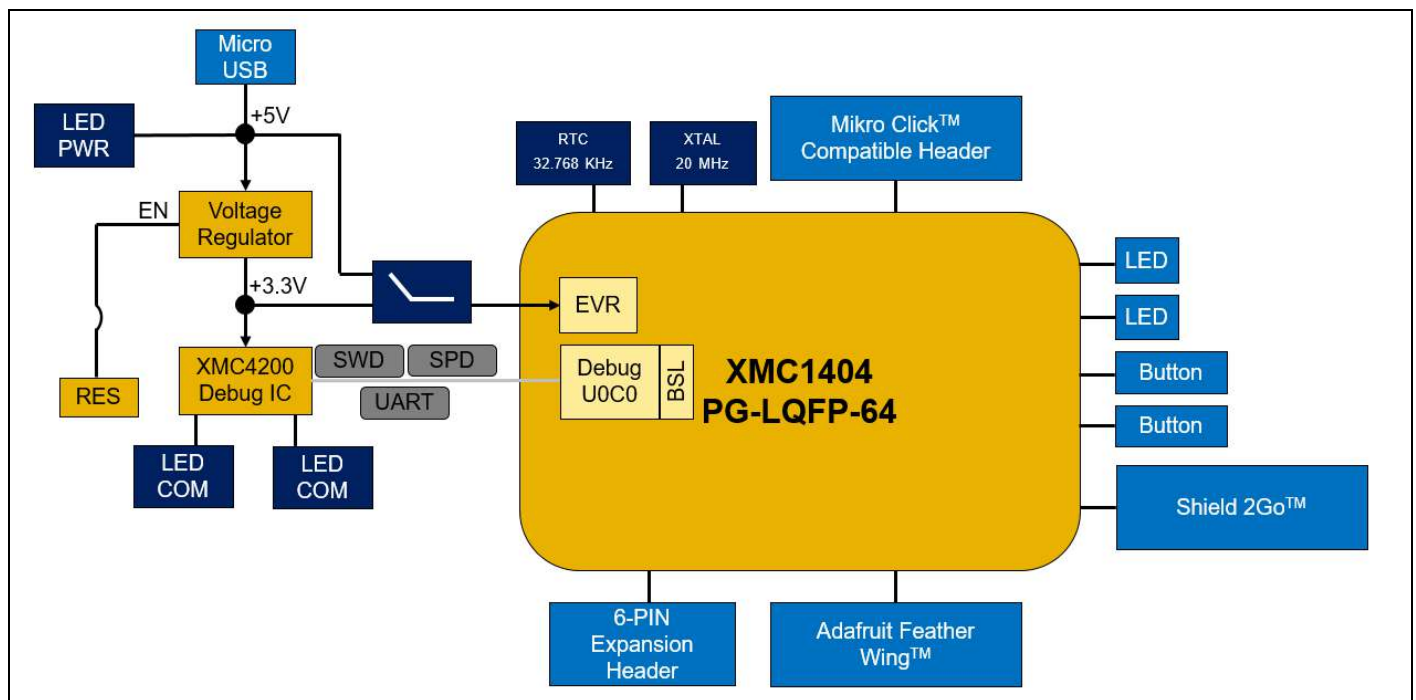 Micro
USB
+5V
LED
PWR
RTC
32.768 KHz
XTAL
20 MHz
Mikro Click™
Compatible Header
EN
Voltage
Regulator
+3.3V
EVR
LED
LED
XMC4200
Debug IC
SWD
SPD
UART
Debug
U0C0
BSL
XMC1404
PG-LQFP-64
Button
Button
RES
LED
COM
LED
COM
Shield 2Go™
6-PIN
Expansion
Header
Adafruit Feather
Wing™